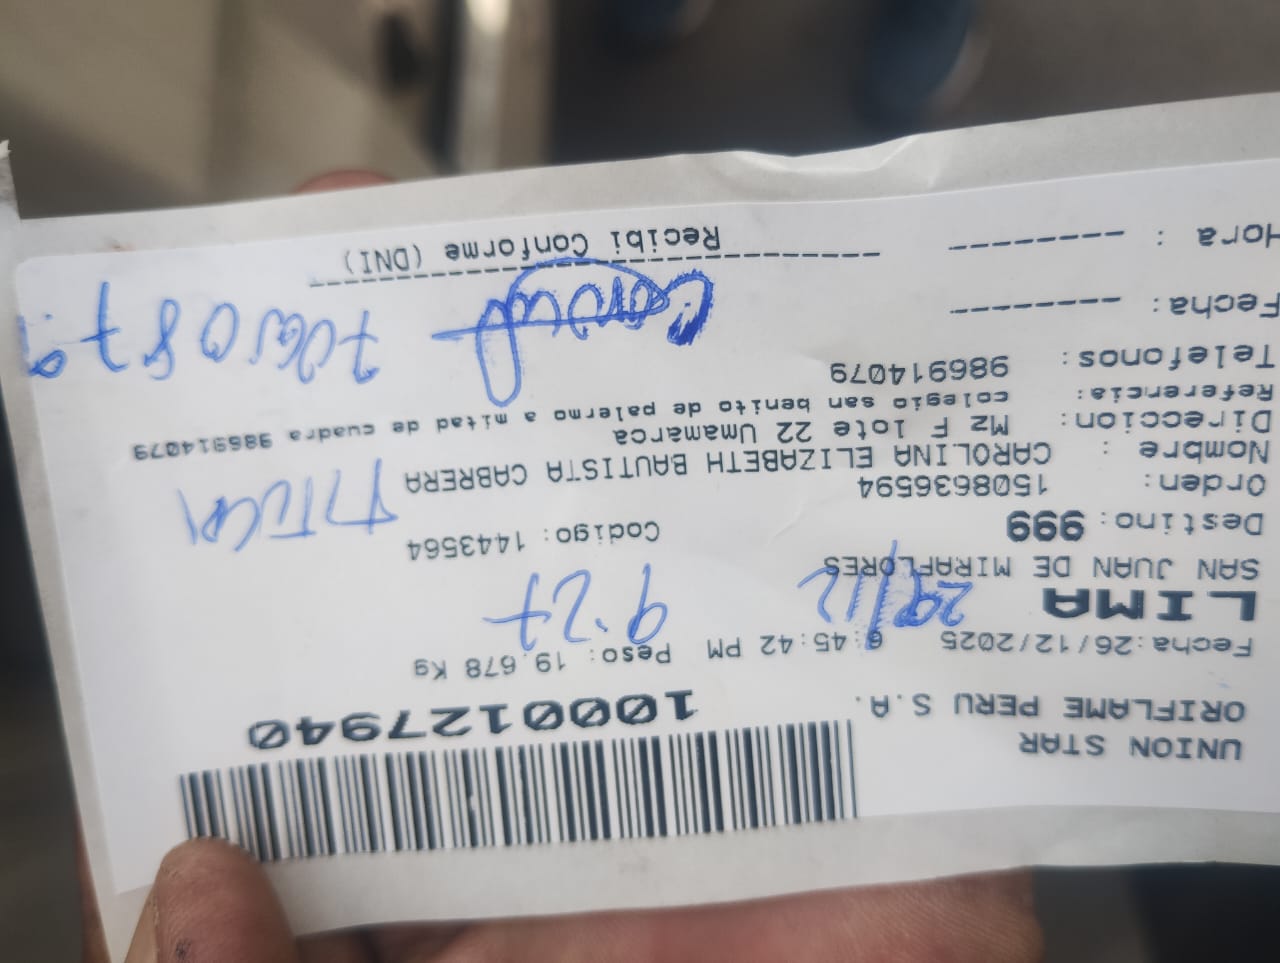 UNION STAR
ORIFLAME PERU S.A.
1000127940
Fecha:26/12/2025 6:45:42 PM Peso: 19.678 Kg
LIMA
29/12
9:27
SAN JUAN DE MIRAFLORES
Destino: 999 Codigo: 1443564
Orden: 1508636594
TITULAR
Nombre : CAROLINA ELIZABETH BAUTISTA CABRERA
Direccion: Mz F lote 22 Umamarca
Referencia: colegio san benito de palermo a mitad de cuadra 986914079
Telefonos: 986914079
Fecha: ------------
Hora : ------------
Recibi Conforme (DNI)